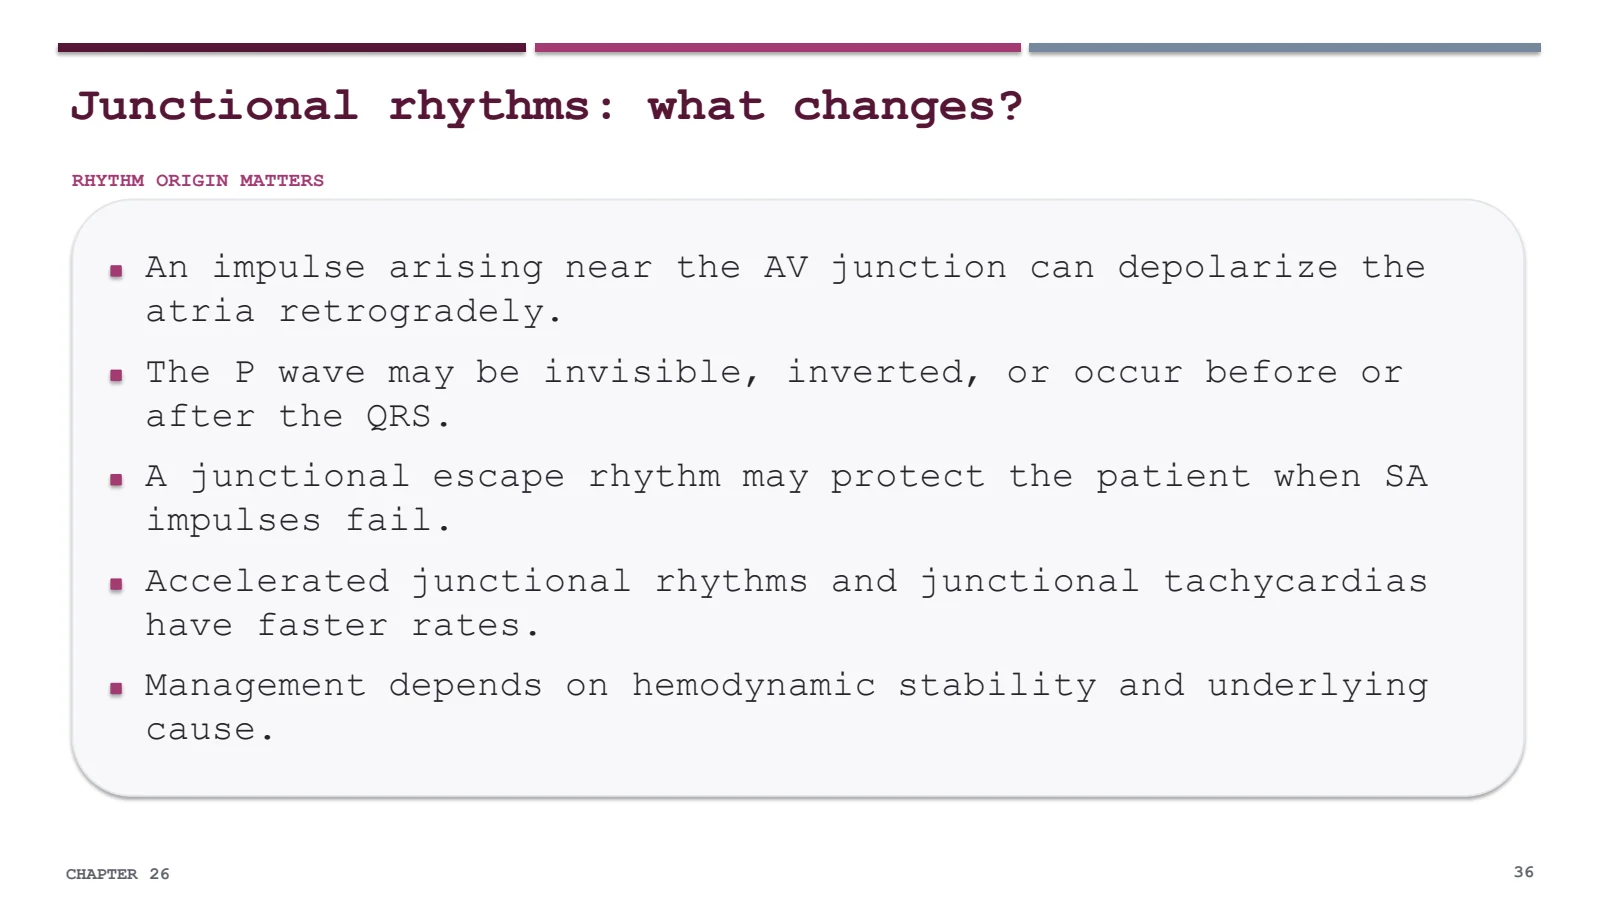 Junctional rhythms: what changes?
RHYTHM ORIGIN MATTERS
An impulse arising near the AV junction can depolarize the
atria retrogradely.
The P wave may be invisible, inverted, or occur before or
after the QRS.
A junctional escape rhythm may protect the patient when SA
impulses fail.
Accelerated junctional rhythms and junctional tachycardias
have faster rates.
Management depends on hemodynamic stability and underlying
cause.
CHAPTER 26
36